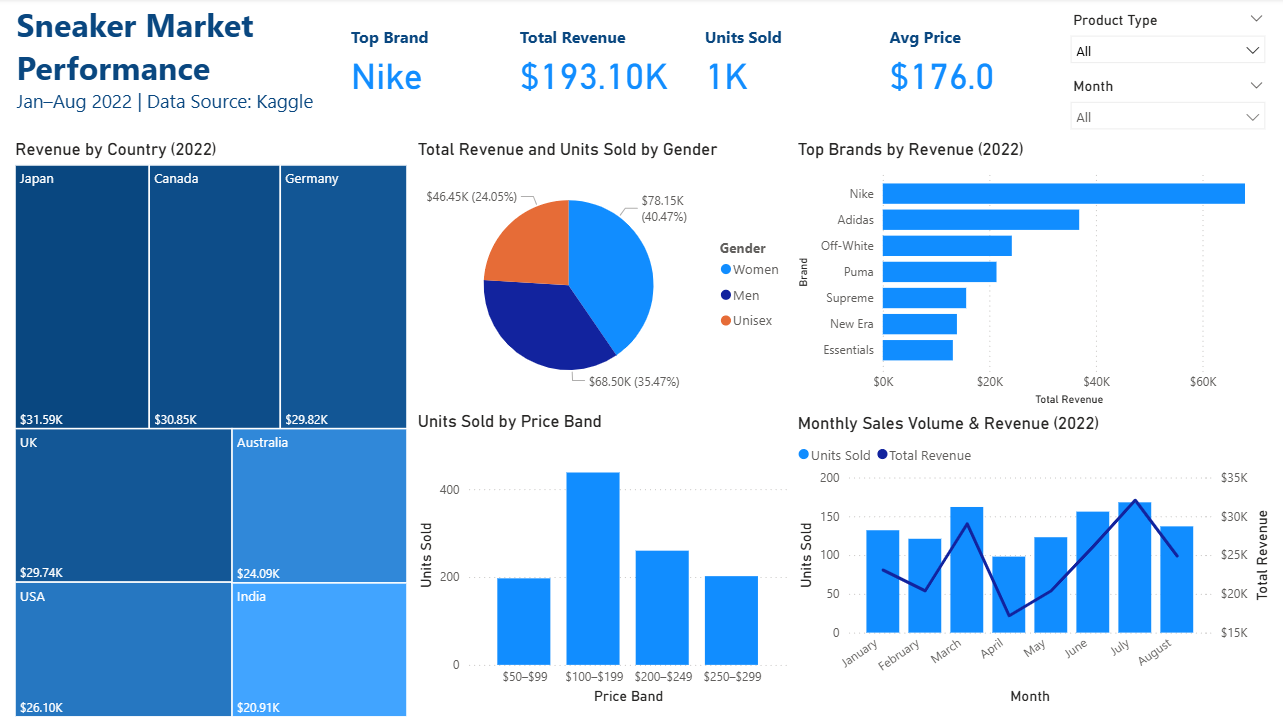 Sneaker Market
Performance
Jan–Aug 2022 | Data Source: Kaggle
Top Brand
Nike
Total Revenue
$193.10K
Units Sold
1K
Avg Price
$176.0
Product Type
All
Month
All
Revenue by Country (2022)
Japan
$31.59K
Canada
$30.85K
Germany
$29.82K
UK
$29.74K
Australia
$24.09K
USA
$26.10K
India
$20.91K
Total Revenue and Units Sold by Gender
$46.45K (24.05%)
$78.15K
(40.47%)
$68.50K (35.47%)
Gender
Women
Men
Unisex
Top Brands by Revenue (2022)
Brand
Nike
Adidas
Off-White
Puma
Supreme
New Era
Essentials
$0K $20K $40K $60K
Total Revenue
Units Sold by Price Band
Units Sold
400
200
0
$50–$99 $100–$199 $200–$249 $250–$299
Price Band
Monthly Sales Volume & Revenue (2022)
Units Sold Total Revenue
Units Sold
200
150
100
50
0
$35K
$30K
$25K
$20K
$15K
Total Revenue
January February March April May June July August
Month